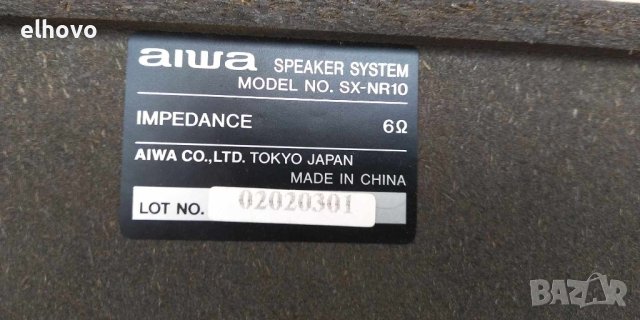 elhovo
aiwa SPEAKER SYSTEM
MODEL NO. SX-NR10
IMPEDANCE 6Ω
AIWA CO.,LTD. TOKYO JAPAN
MADE IN CHINA
LOT NO. 02020301
BAZAR